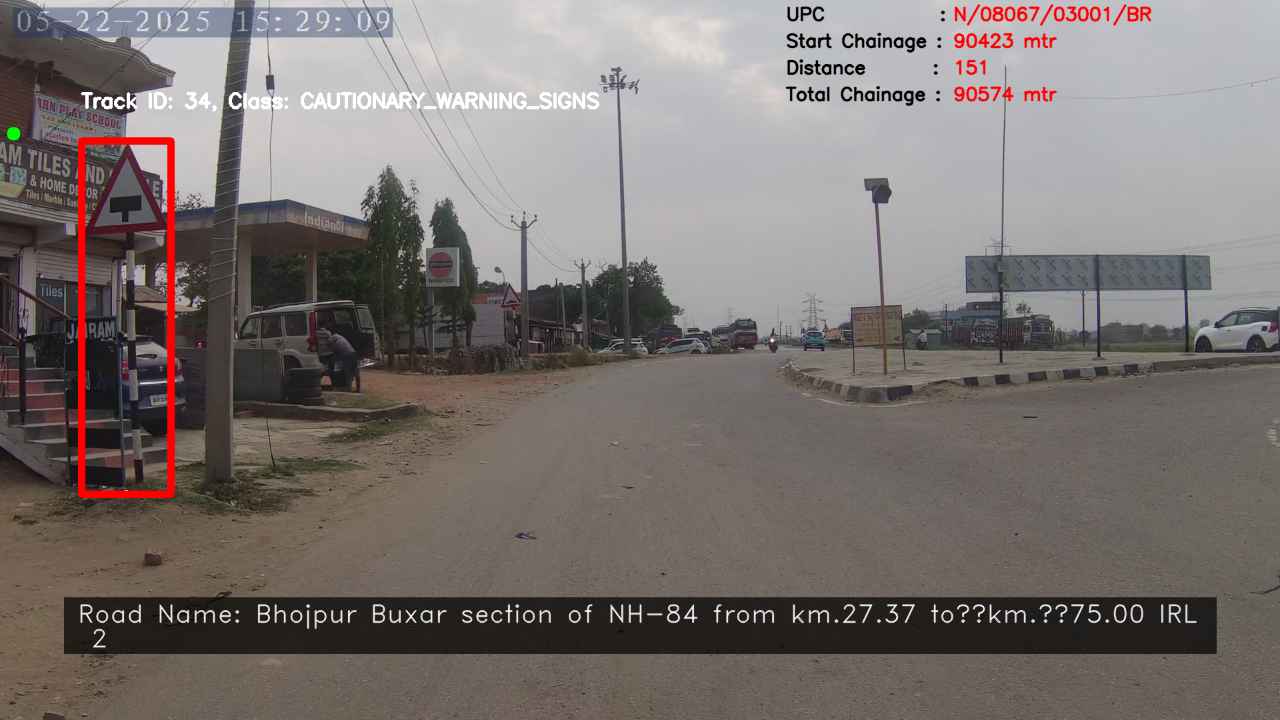 05-22-2025 15:29:09
UPC : N/08067/03001/BR
Start Chainage : 90423 mtr
Distance : 151
Total Chainage : 90574 mtr
Track ID: 34, Class: CAUTIONARY_WARNING_SIGNS
PLAY SCHOOL
TILES AND
& HOME DECOR
Tiles
IndianOil
JAIRAM
Road Name: Bhojpur Buxar section of NH-84 from km.27.37 to??km.??75.00 IRL
2